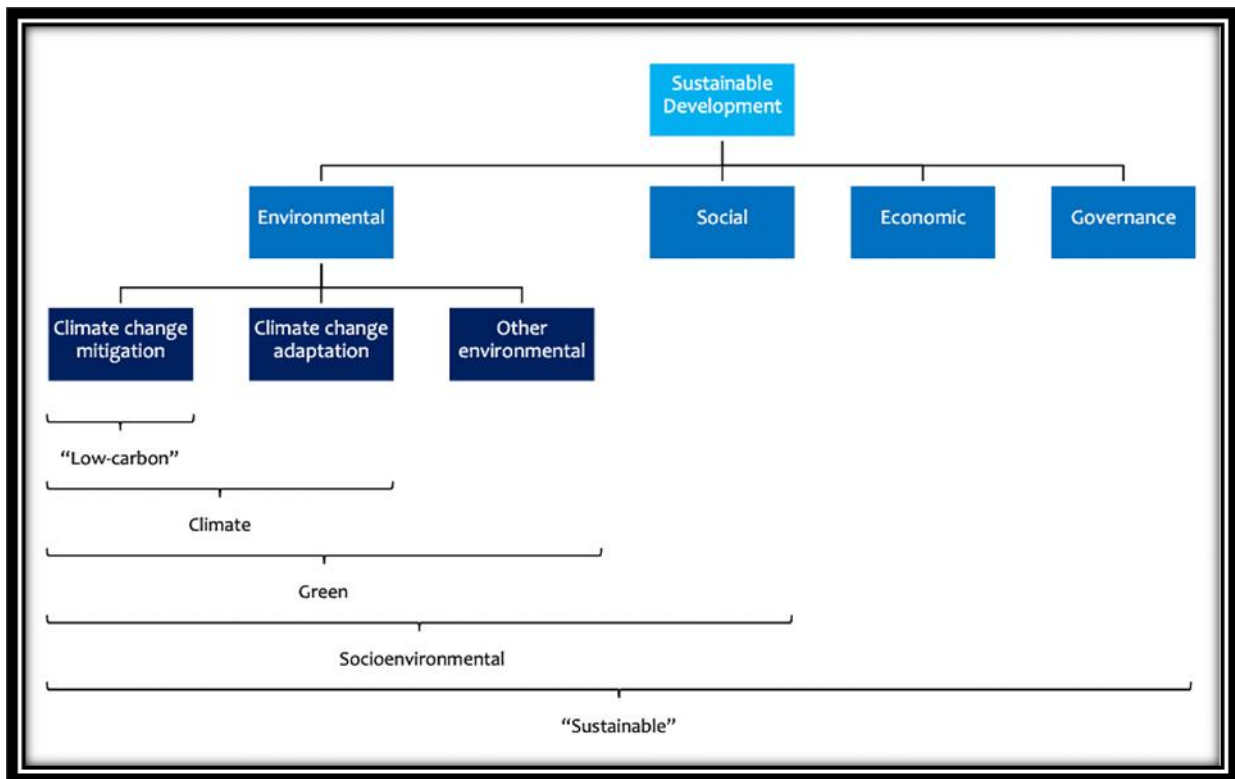 Sustainable
Development
Environmental
Social
Economic
Governance
Climate change
mitigation
Climate change
adaptation
Other
environmental
“Low-carbon”
Climate
Green
Socioenvironmental
“Sustainable”